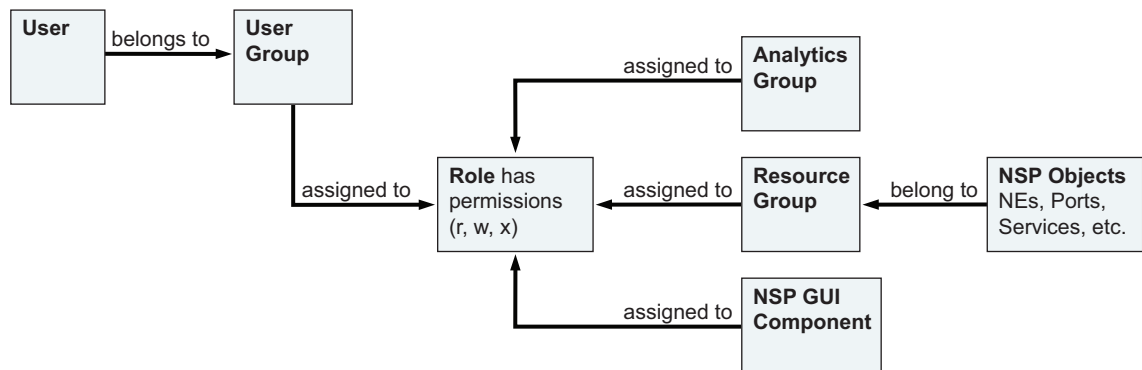 User
belongs to
User
Group
assigned to
Analytics
Group
assigned to
Role has
permissions
(r, w, x)
assigned to
Resource
Group
belong to
NSP Objects
NEs, Ports,
Services, etc.
assigned to
NSP GUI
Component